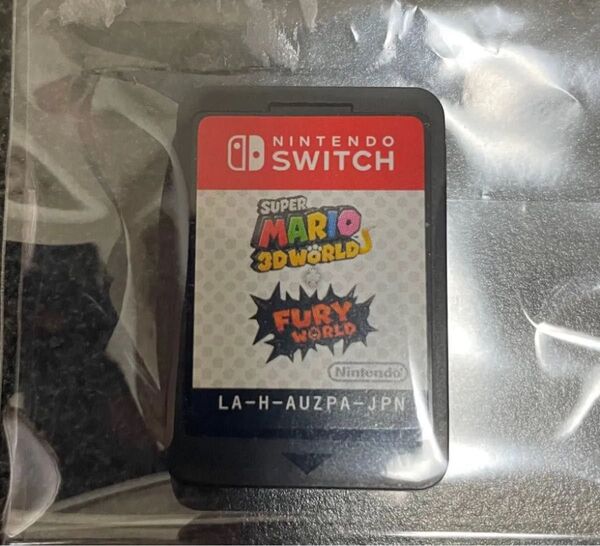 NINTENDO
SWITCH
SUPER
MARIO
3D WORLD
FURY
WORLD
Nintendo
LA-H-AUZPA-JPN